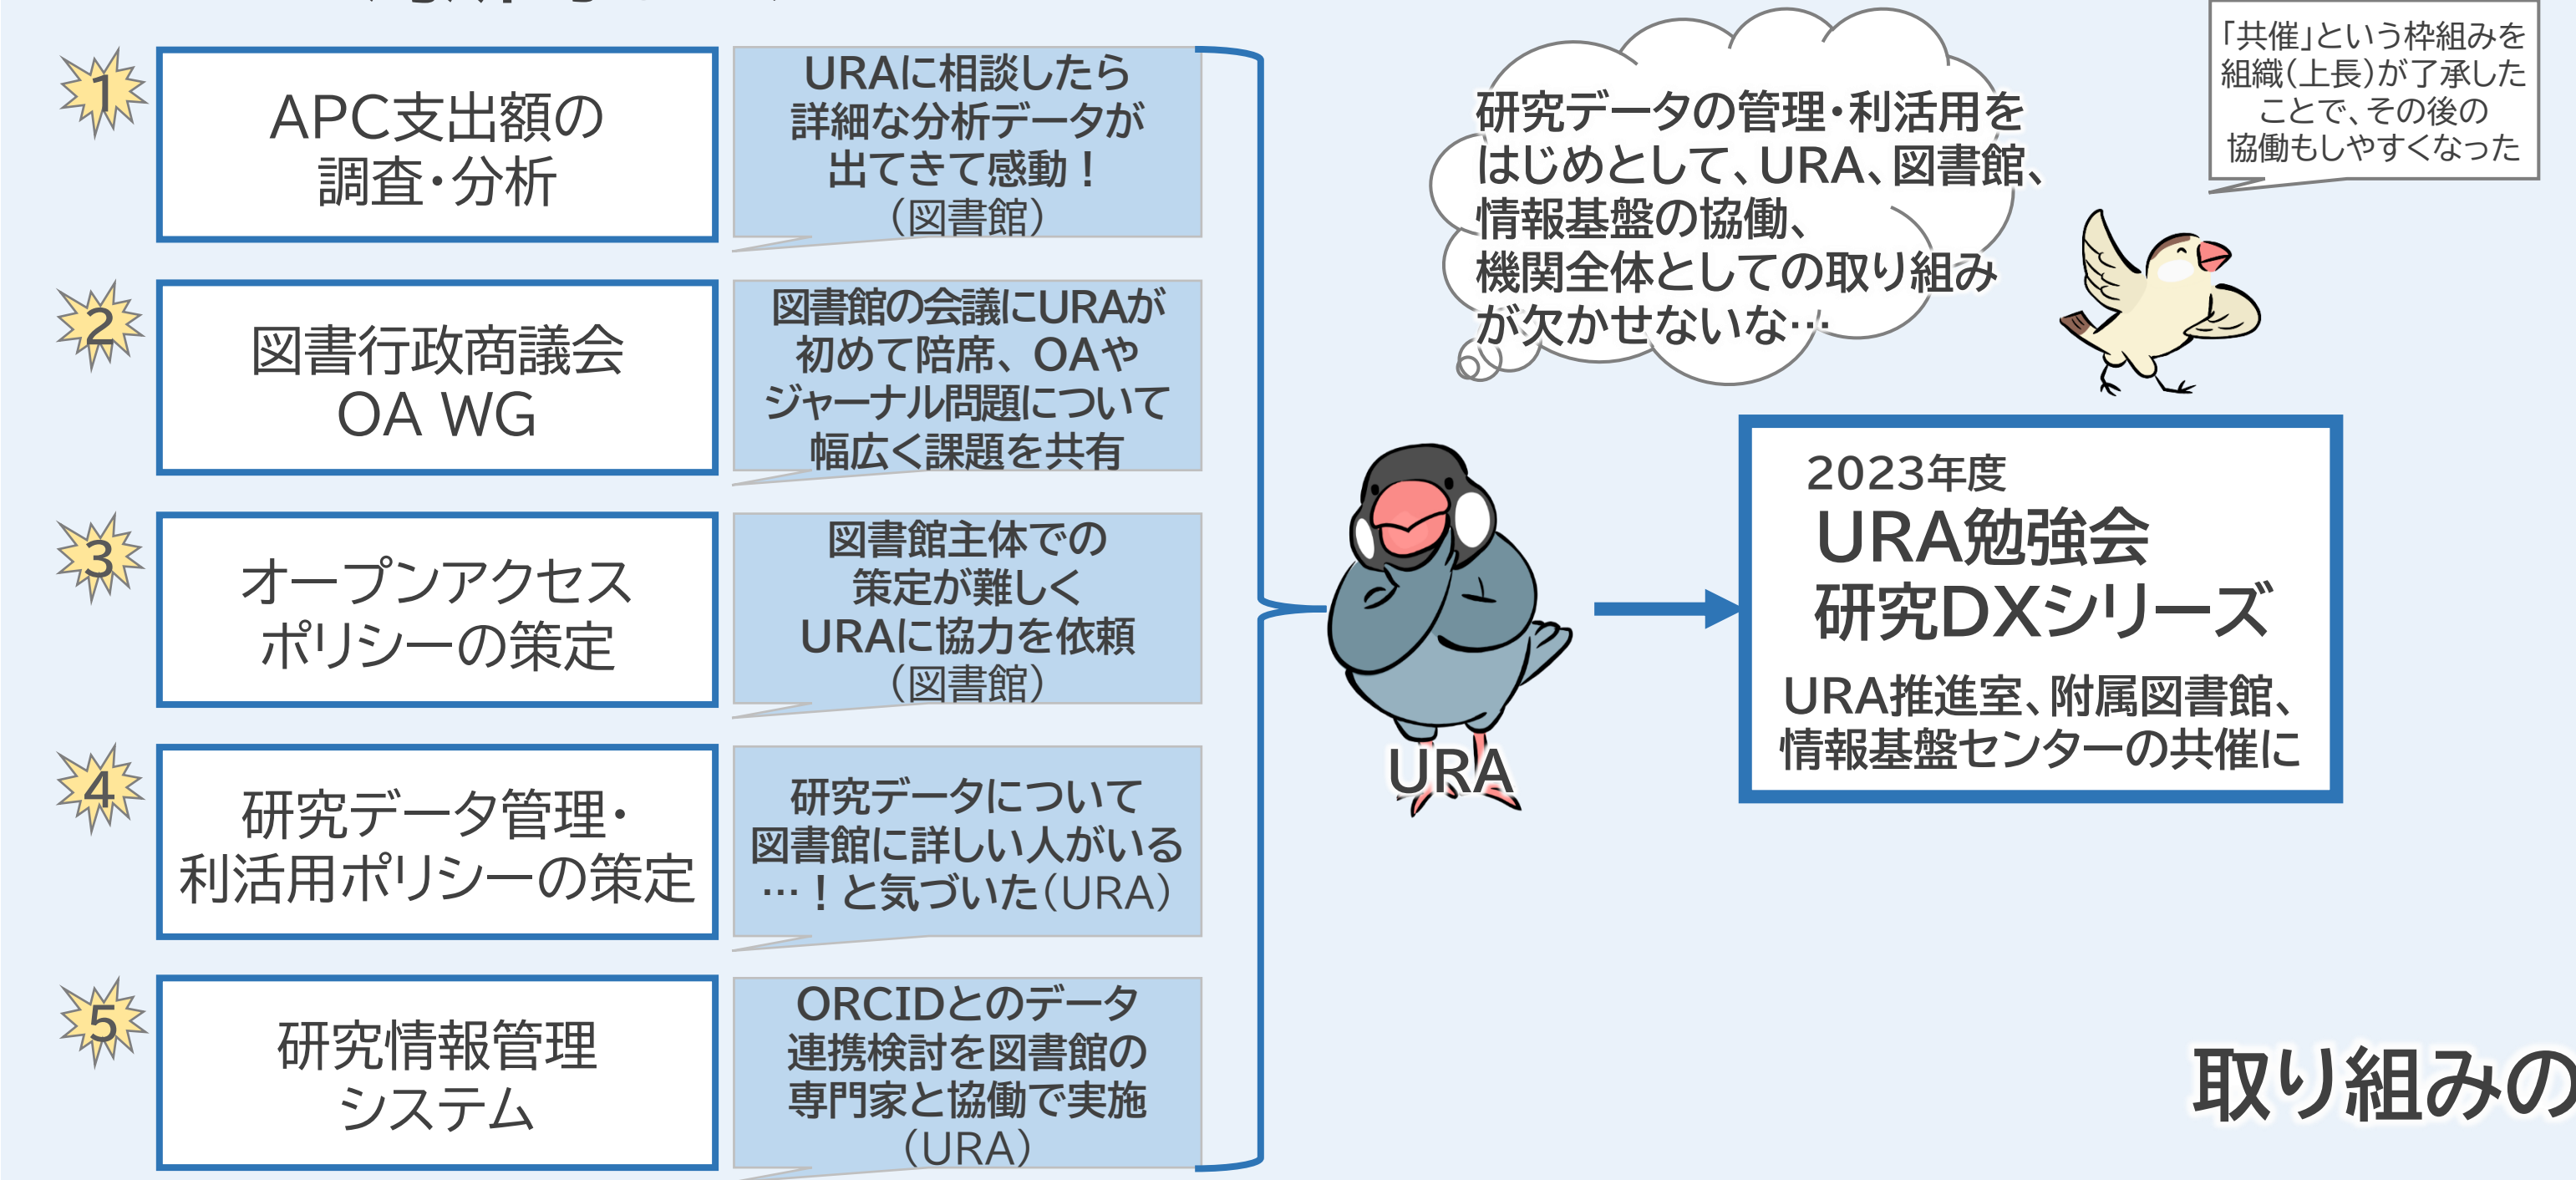 1
APC支出額の
調査・分析
URAに相談したら
詳細な分析データが
出てきて感動！
（図書館）
2
図書行政商議会
OA WG
図書館の会議にURAが
初めて陪席、OAや
ジャーナル問題について
幅広く課題を共有
3
オープンアクセス
ポリシーの策定
図書館主体での
策定が難しく
URAに協力を依頼
（図書館）
4
研究データ管理・
利活用ポリシーの策定
研究データについて
図書館に詳しい人がいる
…！と気づいた（URA）
5
研究情報管理
システム
ORCIDとのデータ
連携検討を図書館の
専門家と協働で実施
（URA）
研究データの管理・利活用を
はじめとして、URA、図書館、
情報基盤の協働、
機関全体としての取り組み
が欠かせないな…
URA
「共催」という枠組みを
組織（上長）が了承した
ことで、その後の
協働もしやすくなった
2023年度
URA勉強会
研究DXシリーズ
URA推進室、附属図書館、
情報基盤センターの共催に
取り組みの